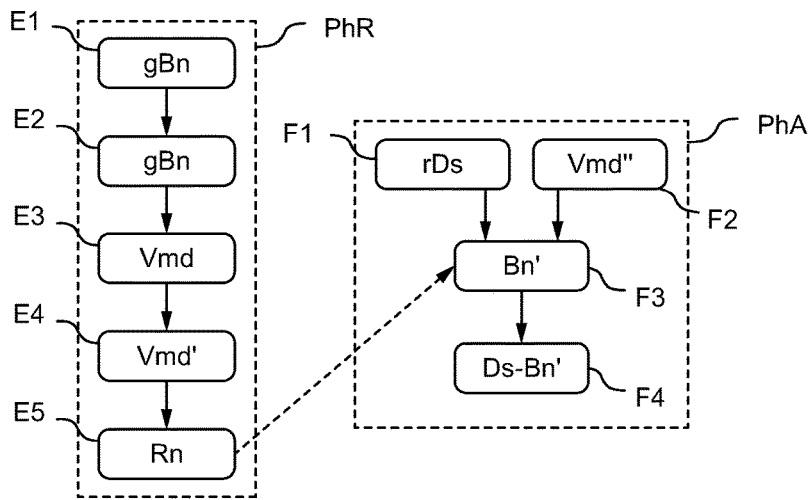 E1
gBn
PhR
E2
gBn
E3
Vmd
E4
Vmd'
E5
Rn
PhA
F1
rDs
Vmd"
F2
Bn'
F3
Ds-Bn'
F4